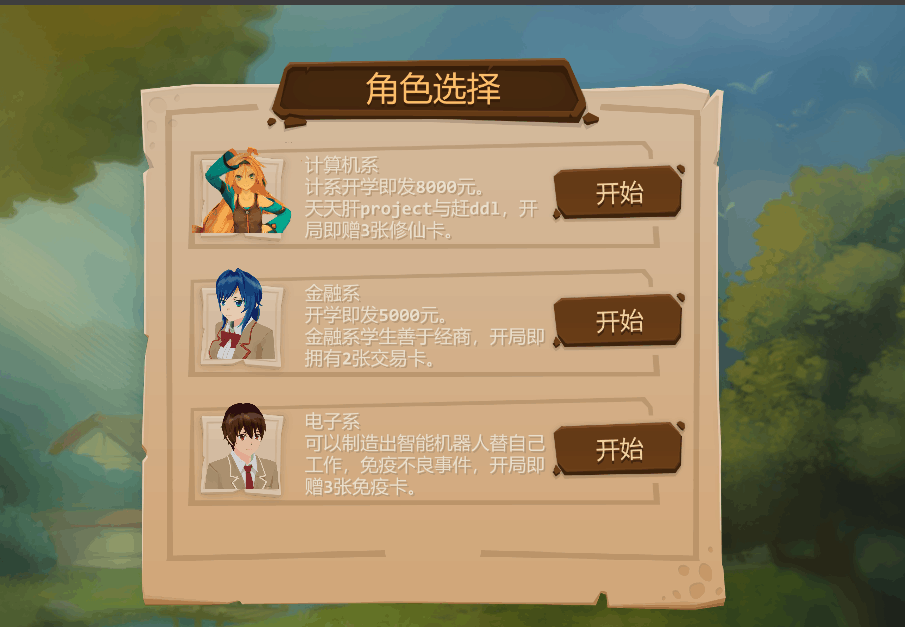 角色选择
计算机系
计系开学即发8000元。
天天肝project与赶ddl，开
局即赠3张修仙卡。
开始
金融系
开学即发5000元。
金融系学生善于经商，开局即
拥有2张交易卡。
开始
电子系
可以制造出智能机器人替自己
工作，免疫不良事件，开局即
赠3张免疫卡。
开始